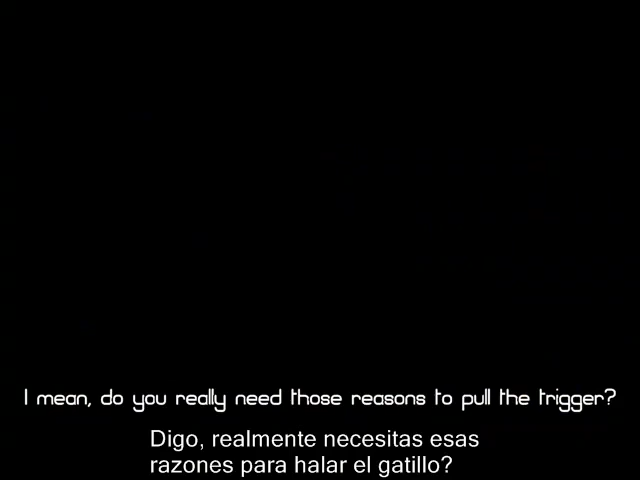 I mean, do you really need those reasons to pull the trigger?
Digo, realmente necesitas esas
razones para halar el gatillo?